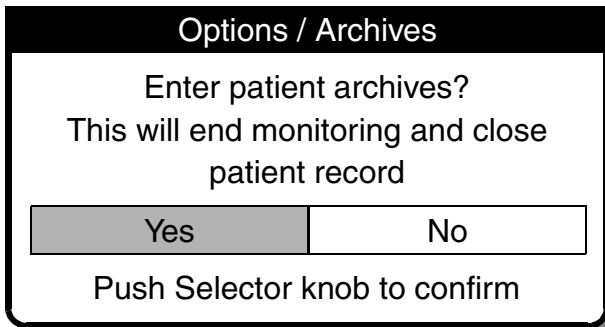 Options / Archives
Enter patient archives?
This will end monitoring and close
patient record
Yes No
Push Selector knob to confirm